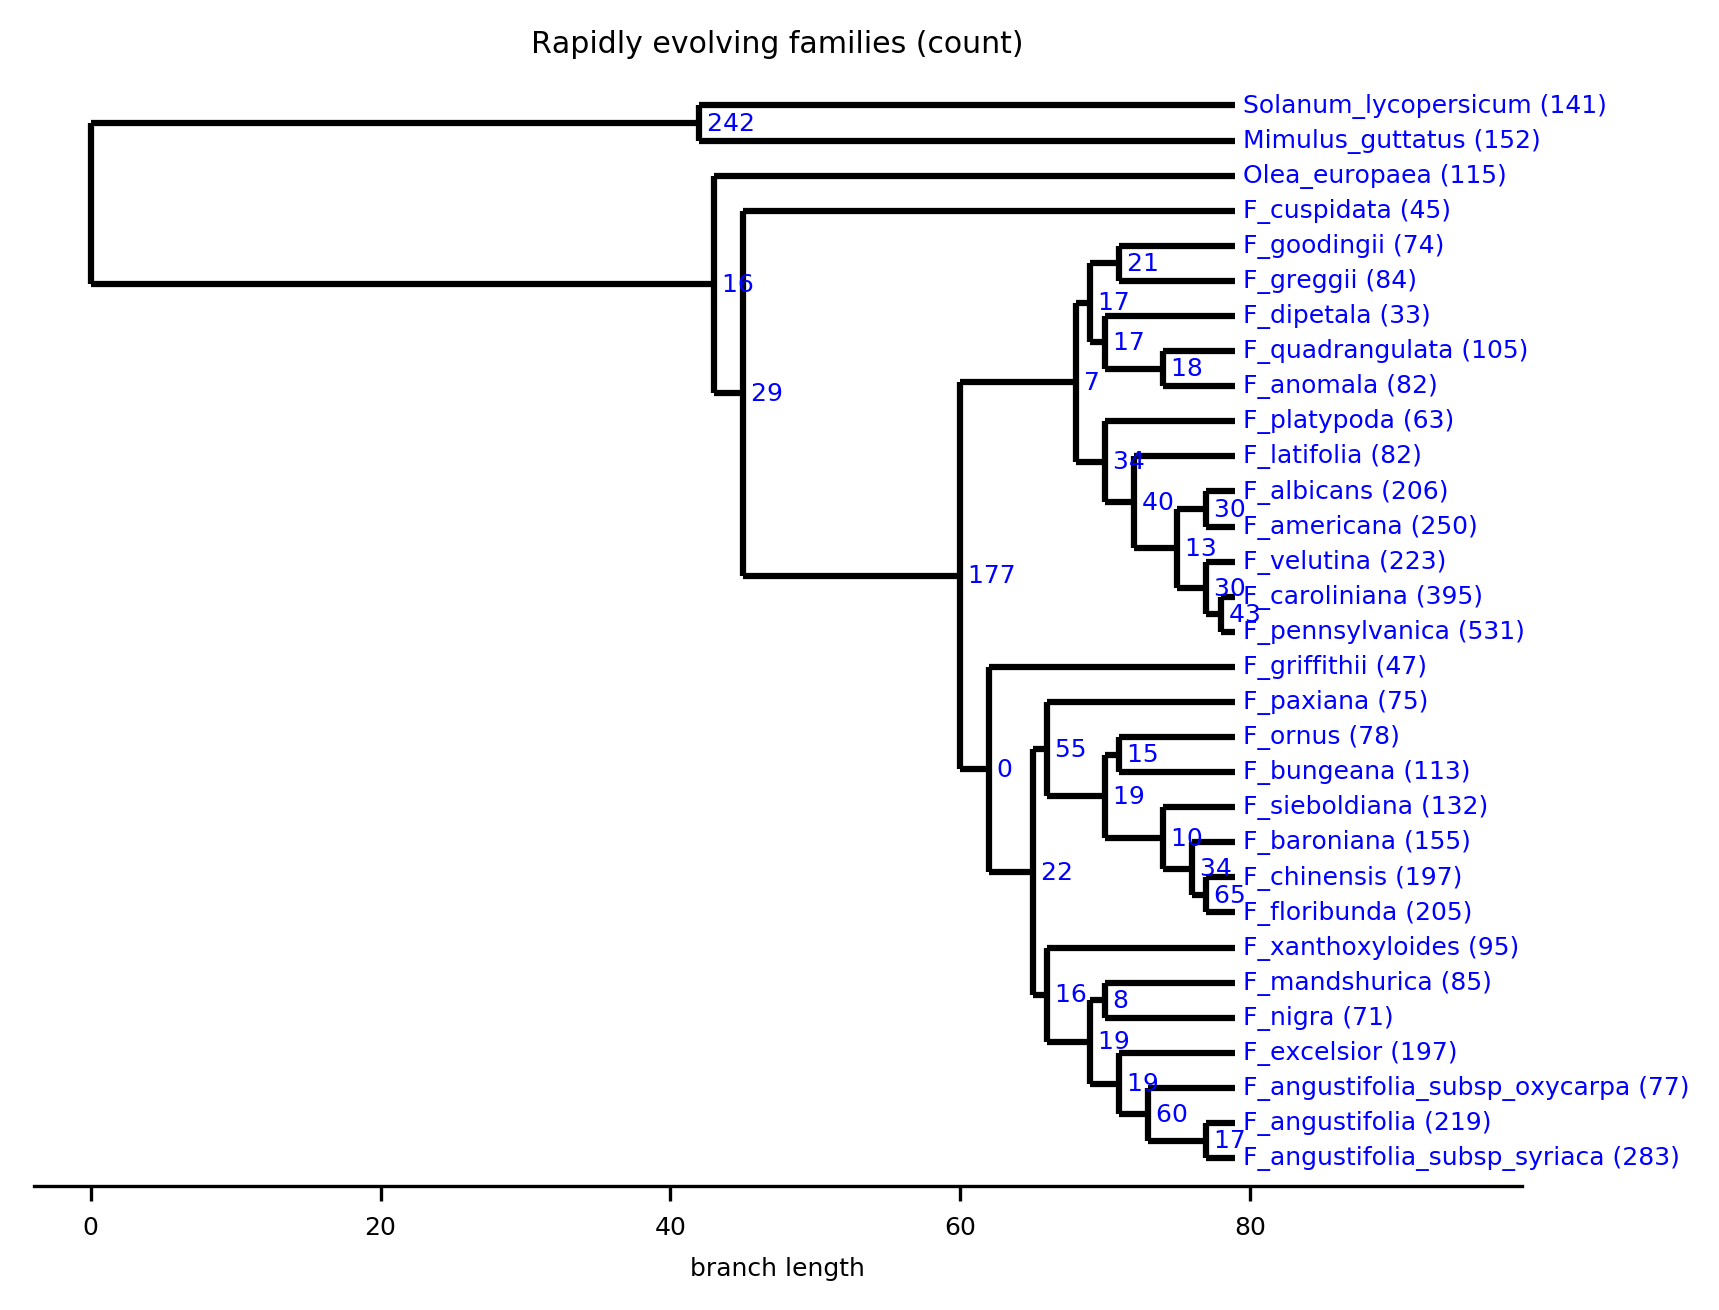 Rapidly evolving families (count)
Solanum_lycopersicum (141)
242
Mimulus_guttatus (152)
Olea_europaea (115)
F_cuspidata (45)
F_goodingii (74)
21
F_greggii (84)
16
17
F_dipetala (33)
17
F_quadrangulata (105)
18
F_anomala (82)
7
29
F_platypoda (63)
F_latifolia (82)
34
F_albicans (206)
40
30
F_americana (250)
13
F_velutina (223)
177
30
F_caroliniana (395)
43
F_pennsylvanica (531)
F_griffithii (47)
F_paxiana (75)
F_ornus (78)
55
15
0
F_bungeana (113)
19
F_sieboldiana (132)
10
F_baroniana (155)
34
22
F_chinensis (197)
65
F_floribunda (205)
F_xanthoxyloides (95)
F_mandshurica (85)
16
8
F_nigra (71)
19
F_excelsior (197)
19
F_angustifolia_subsp_oxycarpa (77)
60
F_angustifolia (219)
17
F_angustifolia_subsp_syriaca (283)
0 20 40 60 80
branch length